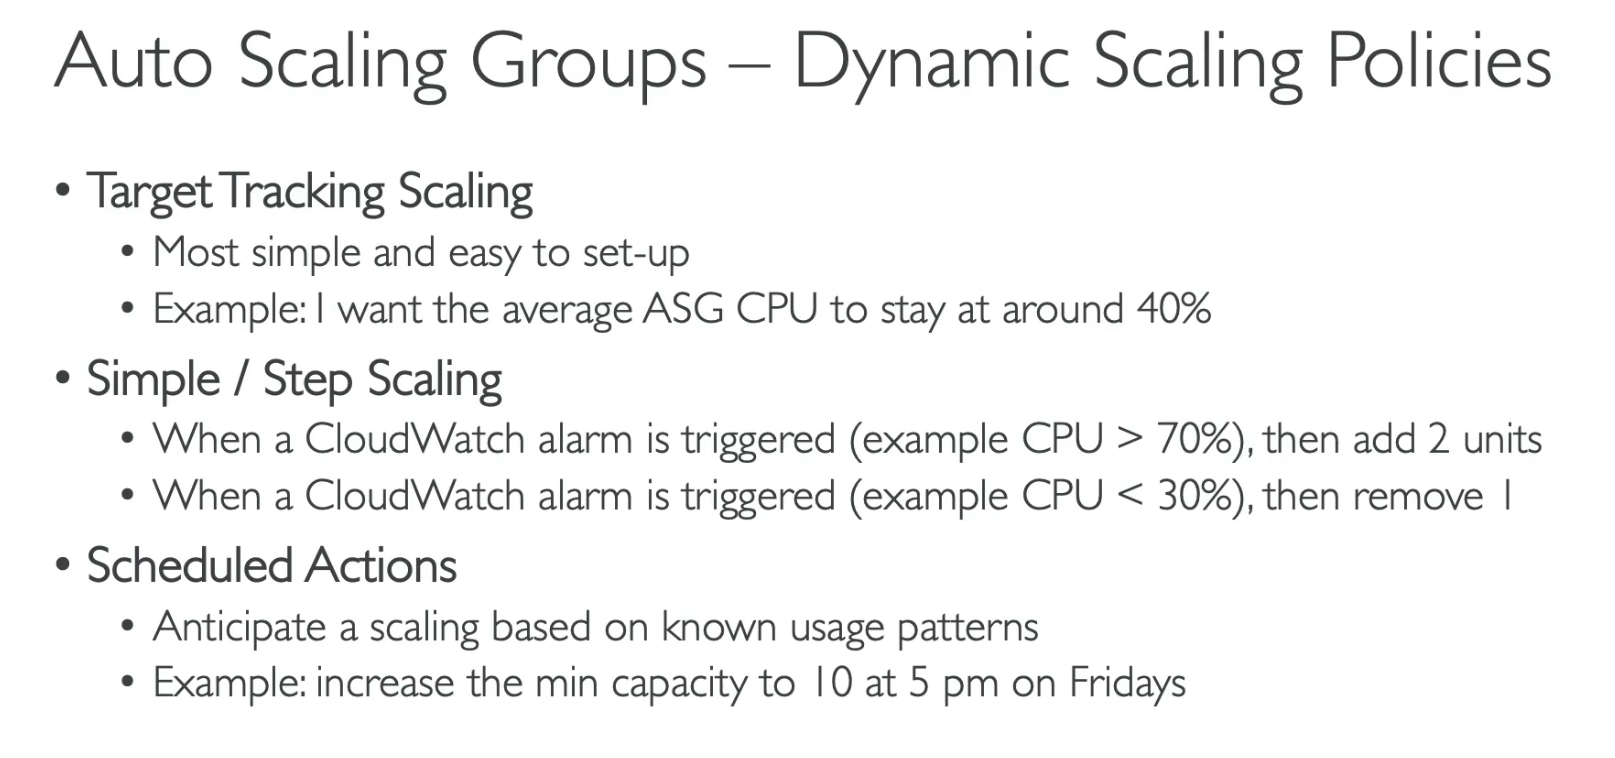 Auto Scaling Groups – Dynamic Scaling Policies
• Target Tracking Scaling
• Most simple and easy to set-up
• Example: I want the average ASG CPU to stay at around 40%
• Simple / Step Scaling
• When a CloudWatch alarm is triggered (example CPU > 70%), then add 2 units
• When a CloudWatch alarm is triggered (example CPU < 30%), then remove 1
• Scheduled Actions
• Anticipate a scaling based on known usage patterns
• Example: increase the min capacity to 10 at 5 pm on Fridays